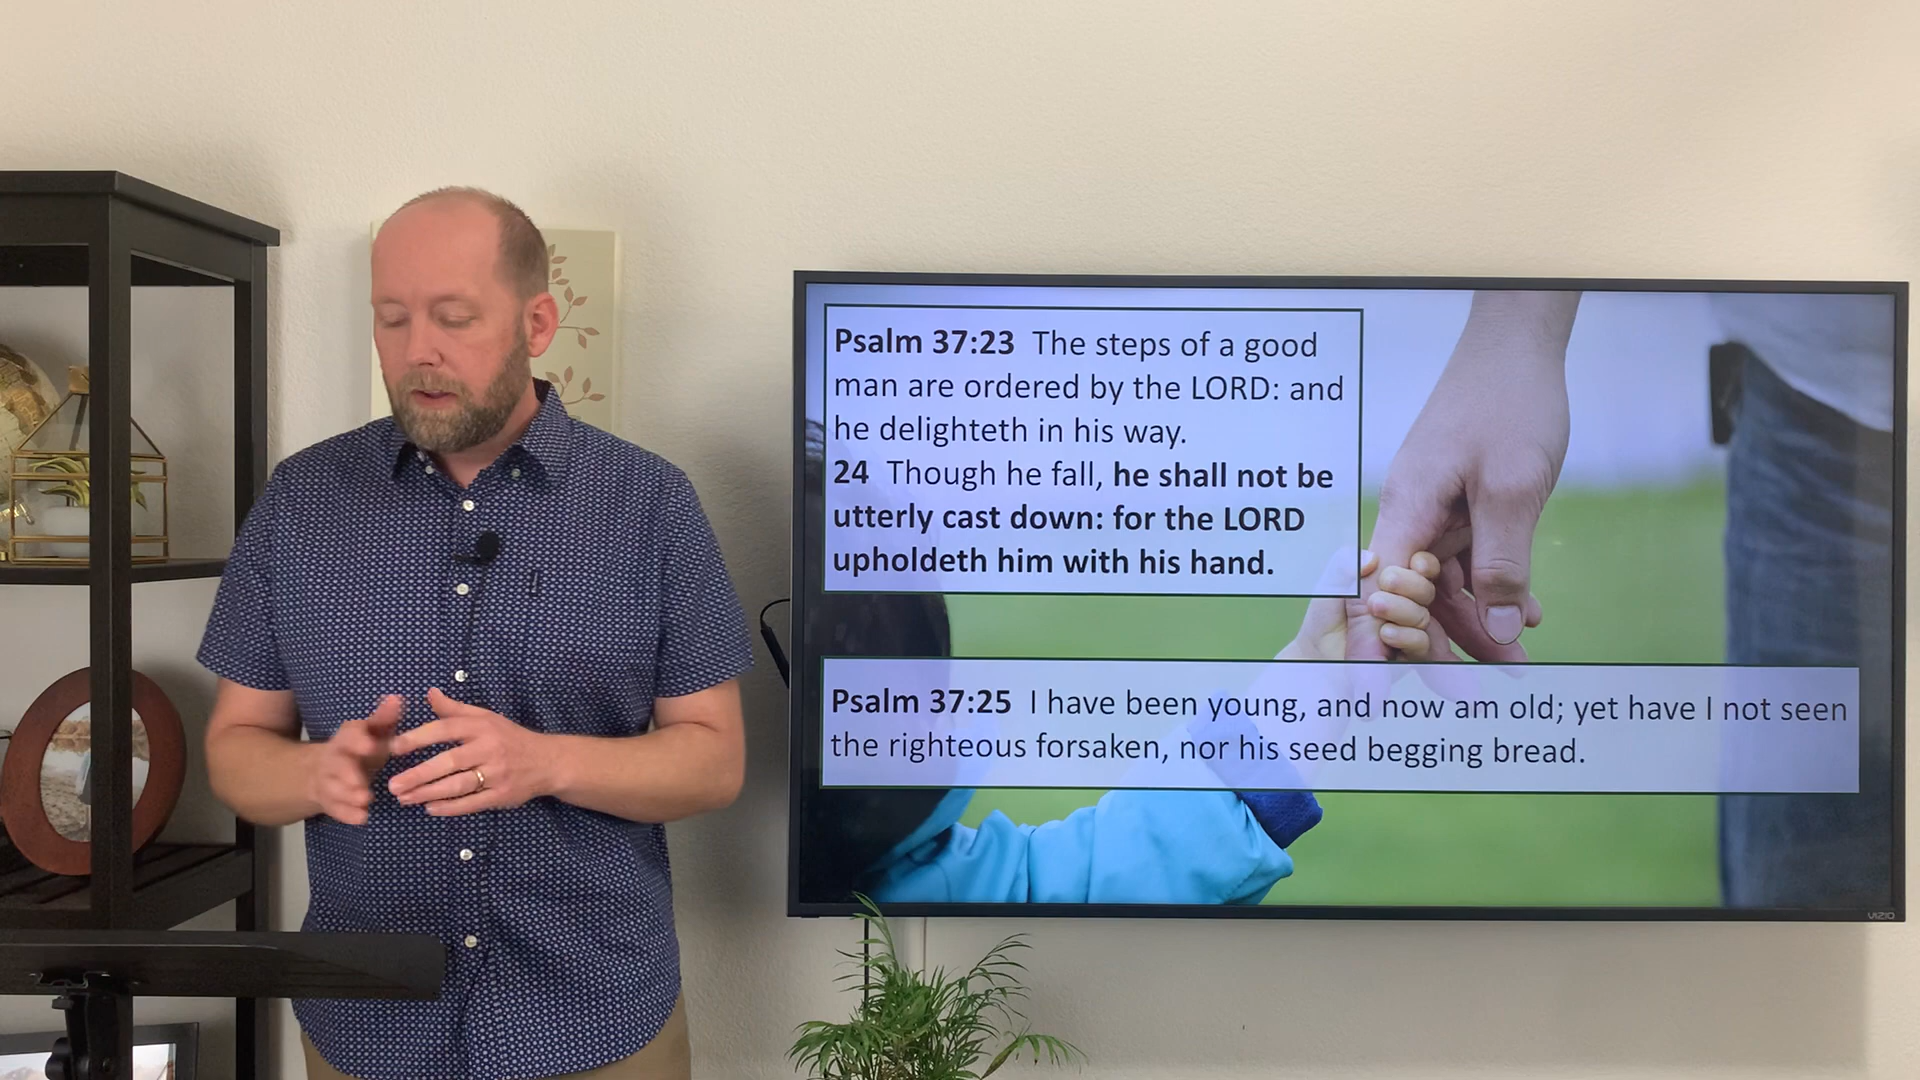 Psalm 37:23  The steps of a good
man are ordered by the LORD: and
he delighteth in his way.
24  Though he fall, he shall not be
utterly cast down: for the LORD
upholdeth him with his hand.
Psalm 37:25  I have been young, and now am old; yet have I not seen
the righteous forsaken, nor his seed begging bread.
VIZIO